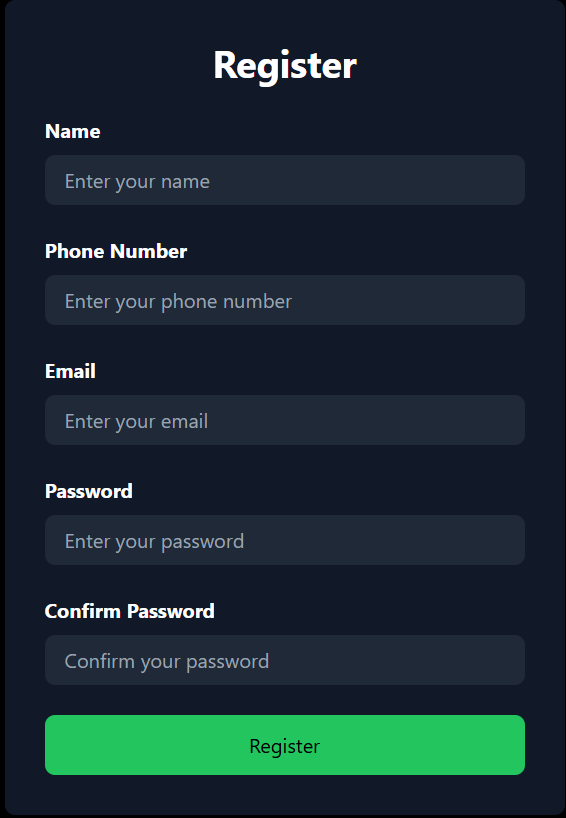 Register
Name
Enter your name
Phone Number
Enter your phone number
Email
Enter your email
Password
Enter your password
Confirm Password
Confirm your password
Register